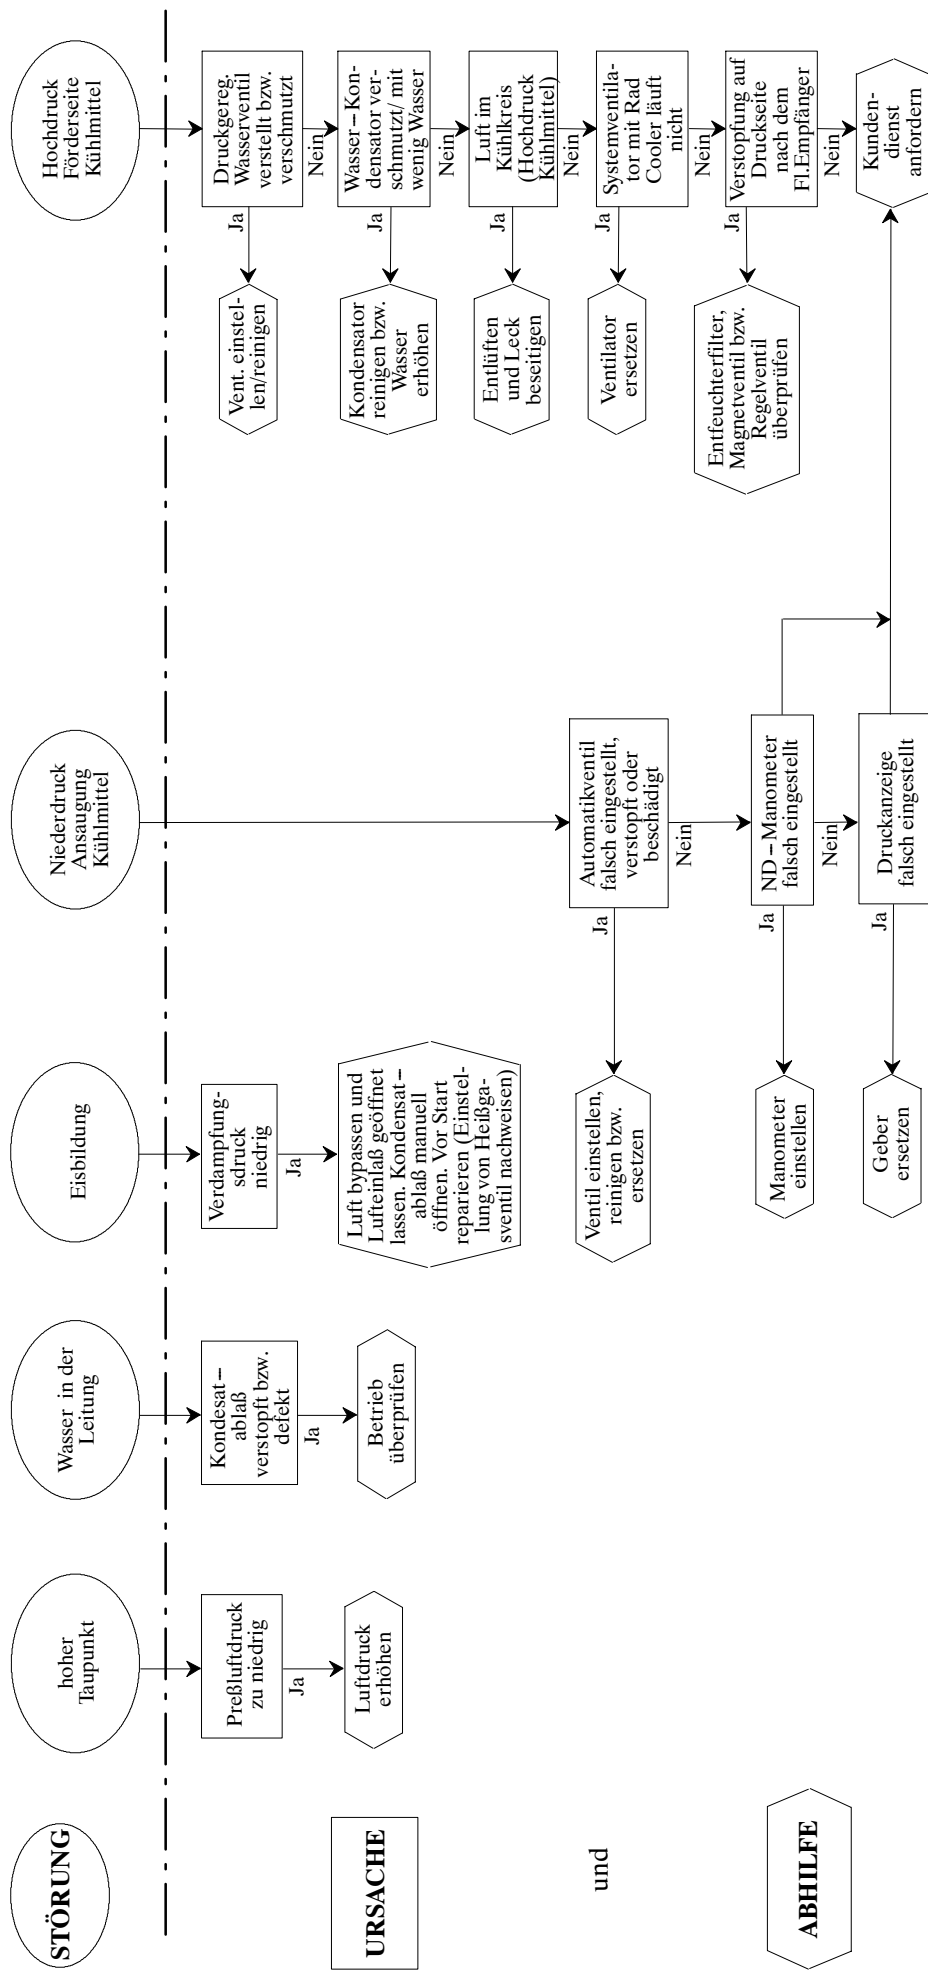 STÖRUNG
hoher
Taupunkt
Wasser in der
Leitung
Eisbildung
Niederdruck
Ansaugung
Kühlmittel
Hochdruck
Förderseite
Kühlmittel
URSACHE
und
ABHILFE
Preßluftdruck
zu niedrig
Ja
Luftdruck
erhöhen
Kondesat–
ablaß
verstopft bzw.
defekt
Ja
Betrieb
überprüfen
Verdampfung-
sdruck
niedrig
Ja
Luft bypassen und
Lufteinlaß geöffnet
lassen. Kondensat–
ablaß manuell
öffnen. Vor Start
reparieren (Einstel-
lung von Heißga-
sventil nachweisen)
Automatikventil
falsch eingestellt,
verstopft oder
beschädigt
Ja
Nein
Ventil einstellen,
reinigen bzw.
ersetzen
ND–Manometer
falsch eingestellt
Ja
Nein
Manometer
einstellen
Druckanzeige
falsch eingestellt
Ja
Geber
ersetzen
Druckgereg.
Wasserventil
verstellt bzw.
verschmutzt
Ja
Nein
Vent. einstel-
len/reinigen
Wasser–Kon-
densator ver-
schmutzt/ mit
wenig Wasser
Ja
Nein
Kondensator
reinigen bzw.
Wasser
erhöhen
Luft im
Kühlkreis
(Hochdruck
Kühlmittel)
Ja
Nein
Entlüften
und Leck
beseitigen
Systemventila-
tor mit Rad
Cooler läuft
nicht
Ja
Nein
Ventilator
ersetzen
Verstopfung auf
Druckseite
nach dem
Fl.Empfänger
Ja
Nein
Entfeuchterfilter,
Magnetventil bzw.
Regelventil
überprüfen
Kunden-
dienst
anfordern